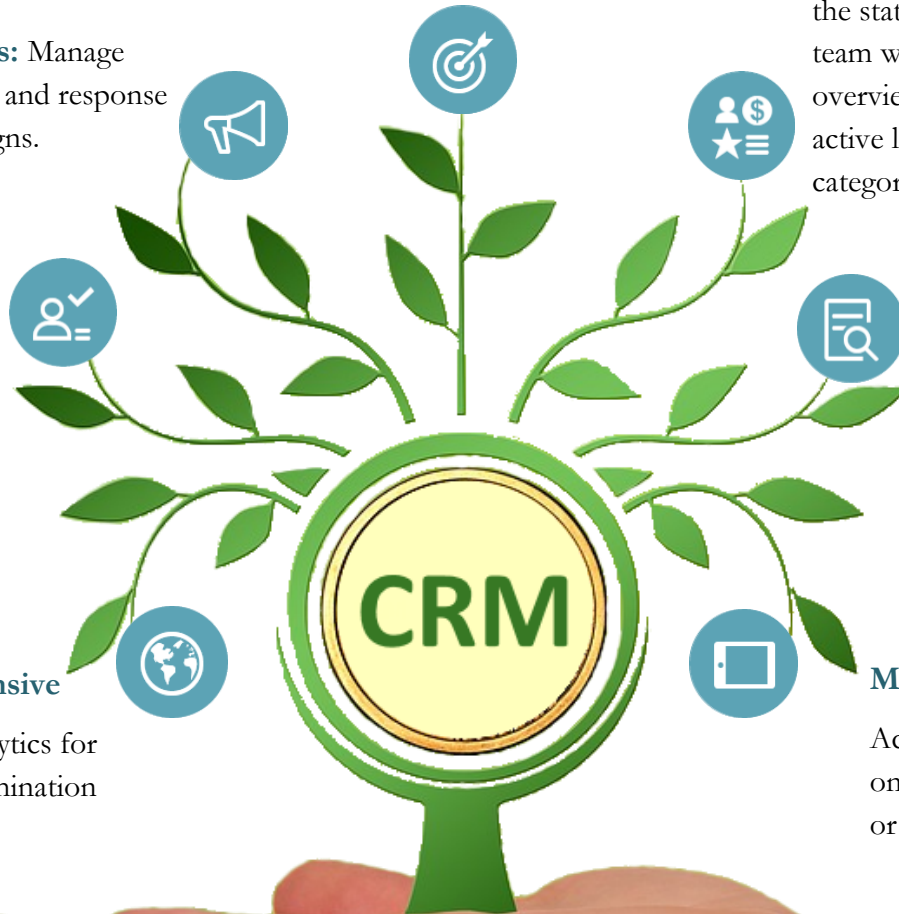 s: Manage
and response
gns.
the stat
team w
overvie
active l
categor
$
CRM
nsive
ytics for
nination
M
Ac
on
or